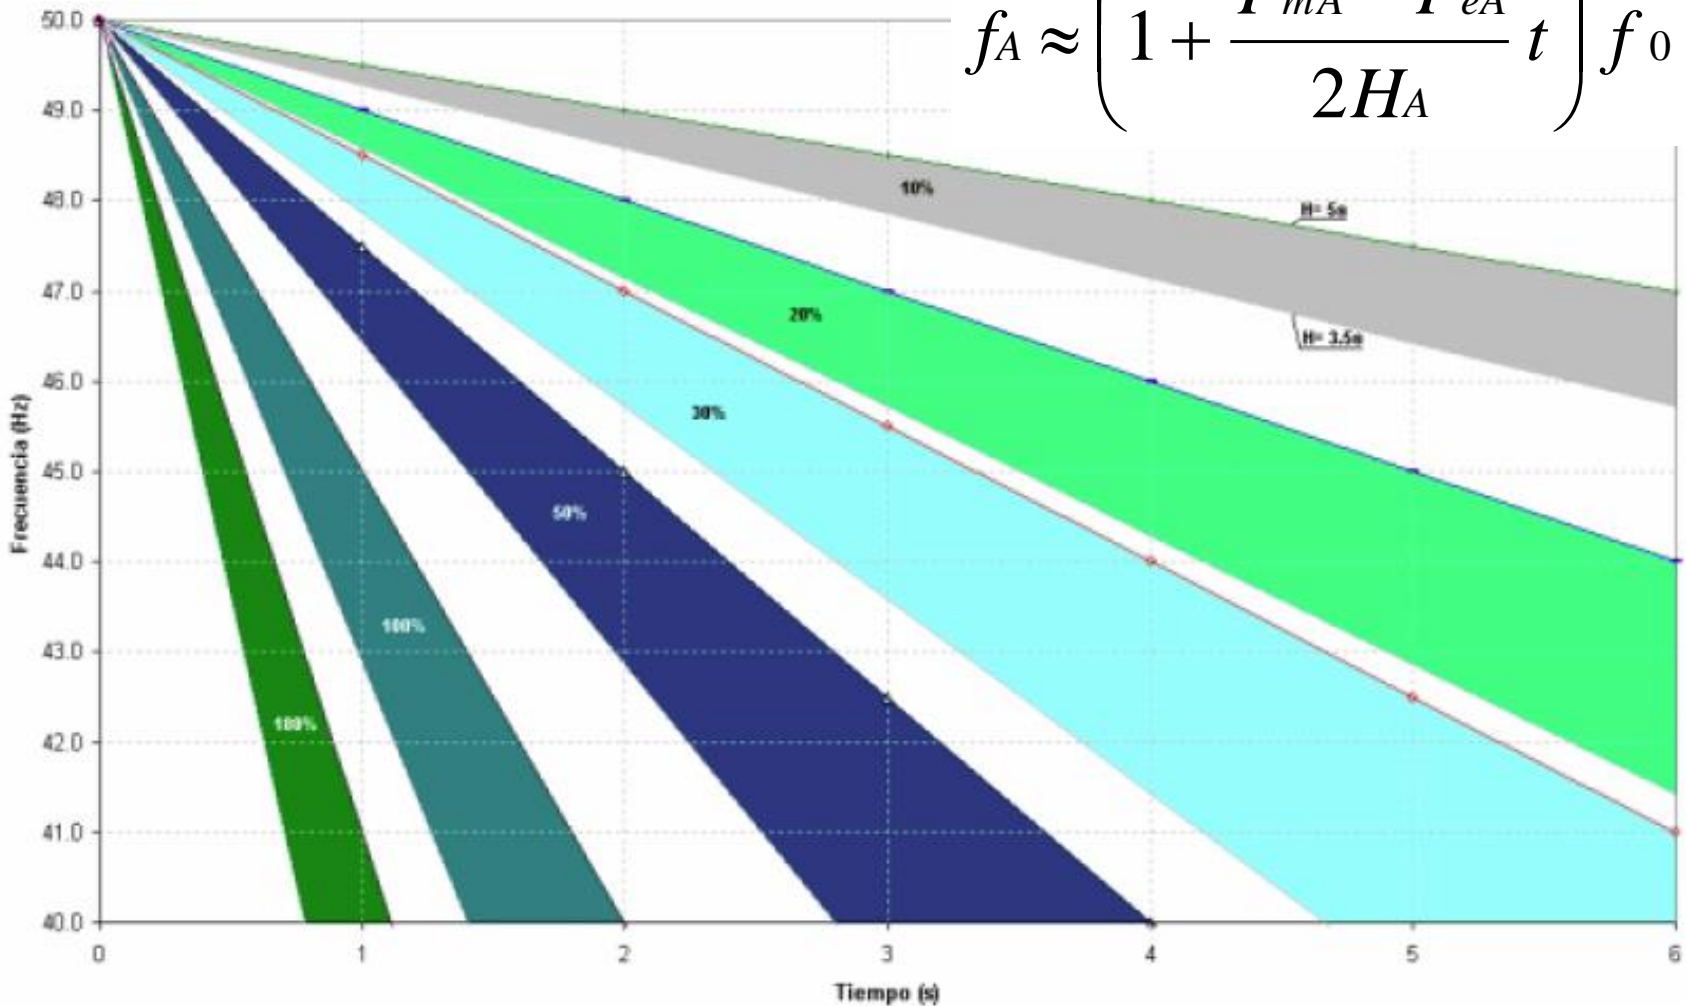 f_A ≈ ( 1 + (P_mA − P_eA) / 2H_A t ) f_0
50.0
49.0
48.0
47.0
46.0
45.0
44.0
43.0
42.0
41.0
40.0
Frecuencia (Hz)
10%
H= 5s
20%
H= 3.5s
30%
50%
100%
180%
0 1 2 3 4 5 6
Tiempo (s)